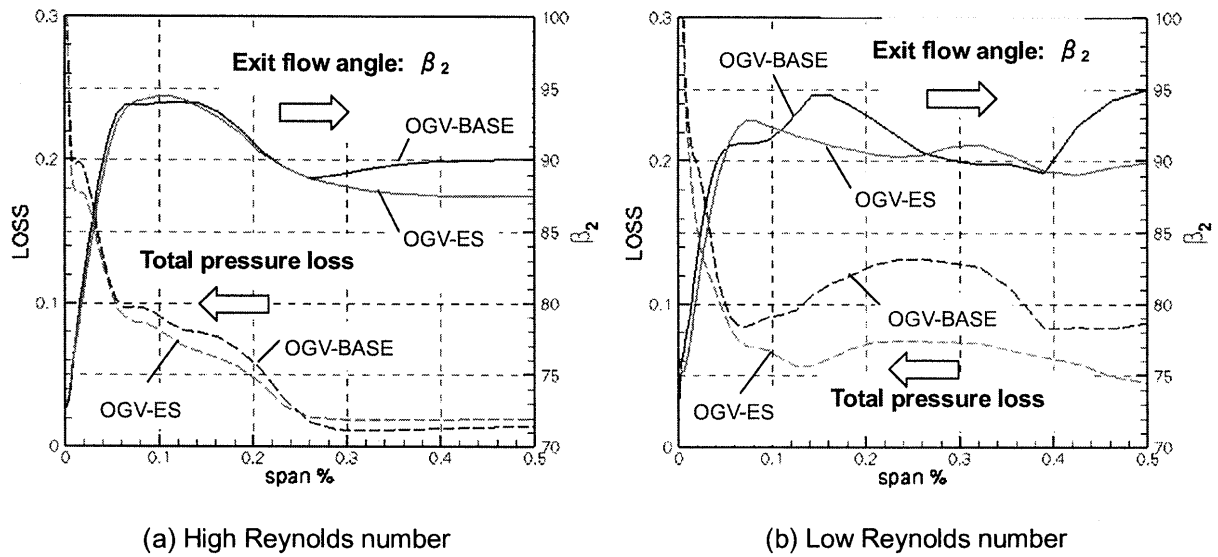 0.3
0.2
0.1
0
LOSS
100
95
90
85
80
75
70
β₂
Exit flow angle: β₂
OGV-BASE
OGV-ES
Total pressure loss
OGV-BASE
OGV-ES
0 0.1 0.2 0.3 0.4 0.5
span %
(a) High Reynolds number
0.3
0.2
0.1
0
LOSS
100
95
90
85
80
75
70
β₂
Exit flow angle: β₂
OGV-BASE
OGV-ES
OGV-BASE
OGV-ES
Total pressure loss
0 0.1 0.2 0.3 0.4 0.5
span %
(b) Low Reynolds number